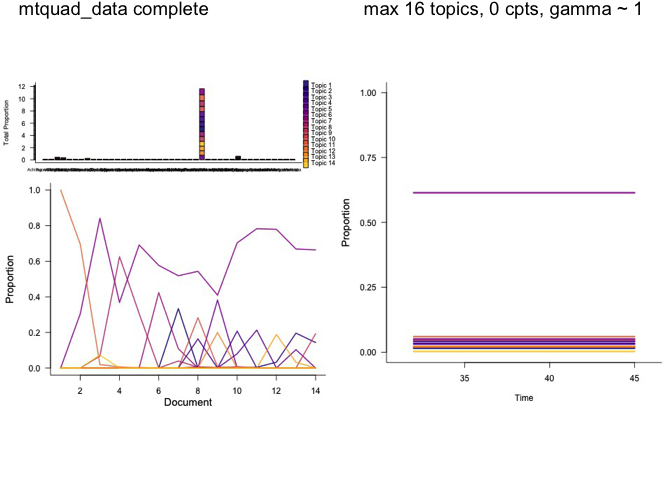 mtquad_data complete
max 16 topics, 0 cpts, gamma ~ 1
Total Proportion
12
10
8
6
4
2
0
Topic 1
Topic 2
Topic 3
Topic 4
Topic 5
Topic 6
Topic 7
Topic 8
Topic 9
Topic 10
Topic 11
Topic 12
Topic 13
Topic 14
Proportion
1.0
0.8
0.6
0.4
0.2
0.0
2 4 6 8 10 12 14
Document
Proportion
1.00
0.75
0.50
0.25
0.00
35 40 45
Time